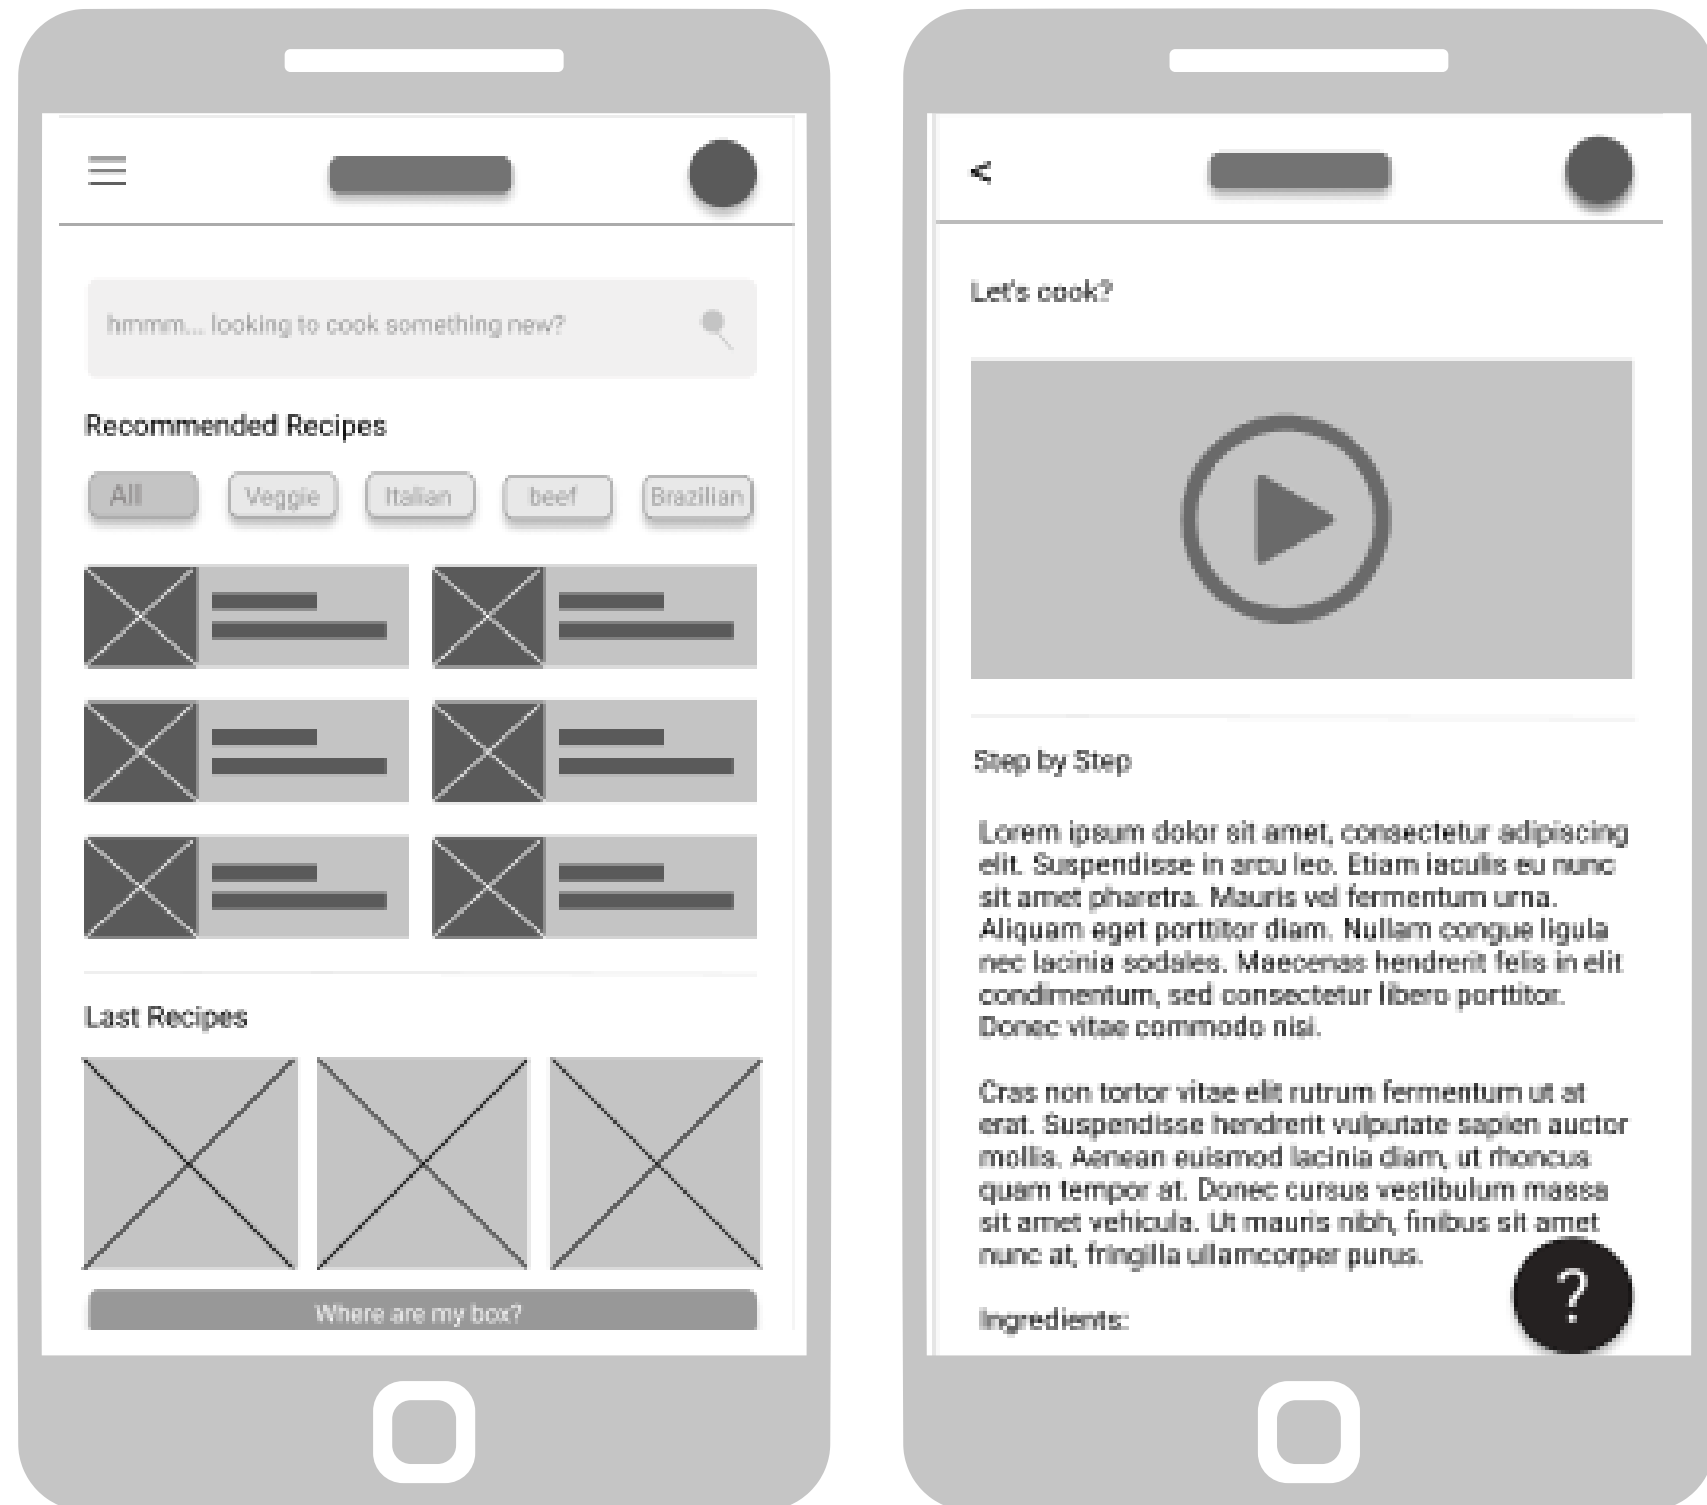 hmmm... looking to cook something new?
Recommended Recipes
All
Veggie
Italian
beef
Brazilian
Last Recipes
Where are my box?
<
Let's cook?
Step by Step
Lorem ipsum dolor sit amet, consectetur adipiscing
elit. Suspendisse in arcu leo. Etiam iaculis eu nunc
sit amet pharetra. Mauris vel fermentum urna.
Aliquam eget porttitor diam. Nullam congue ligula
nec lacinia sodales. Maecenas hendrerit felis in elit
condimentum, sed consectetur libero porttitor.
Donec vitae commodo nisi.
Cras non tortor vitae elit rutrum fermentum ut at
erat. Suspendisse hendrerit vulputate sapien auctor
mollis. Aenean euismod lacinia diam, ut rhoncus
quam tempor at. Donec cursus vestibulum massa
sit amet vehicula. Ut mauris nibh, finibus sit amet
nunc at, fringilla ullamcorper purus.
?
Ingredients: